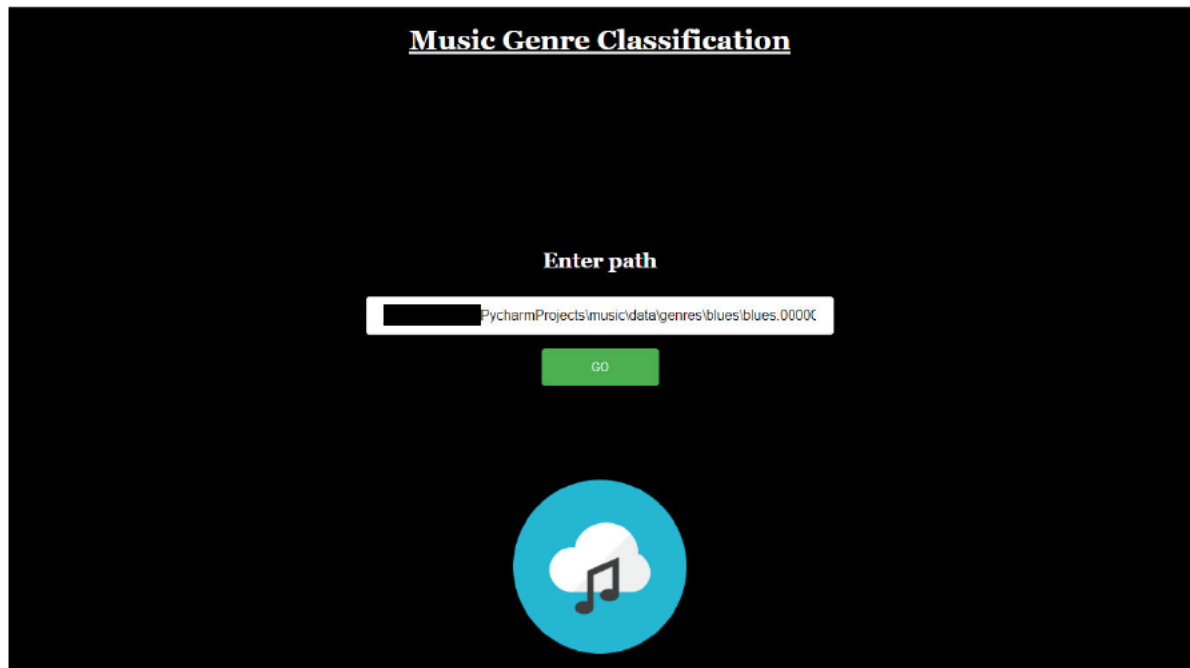 Music Genre Classification
Enter path
PycharmProjects\music\data\genres\blues\blues.0000
GO